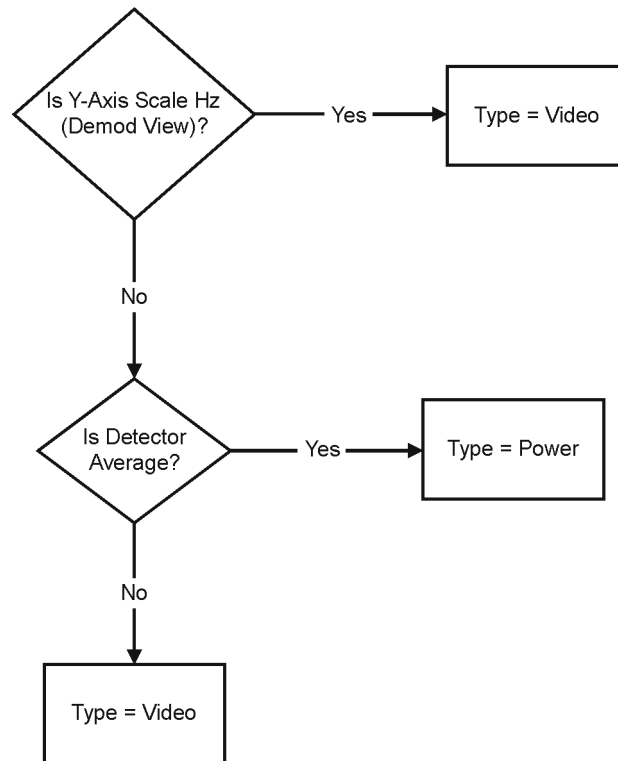 Is Y-Axis Scale Hz
(Demod View)?
Yes
Type = Video
No
Is Detector
Average?
Yes
Type = Power
No
Type = Video